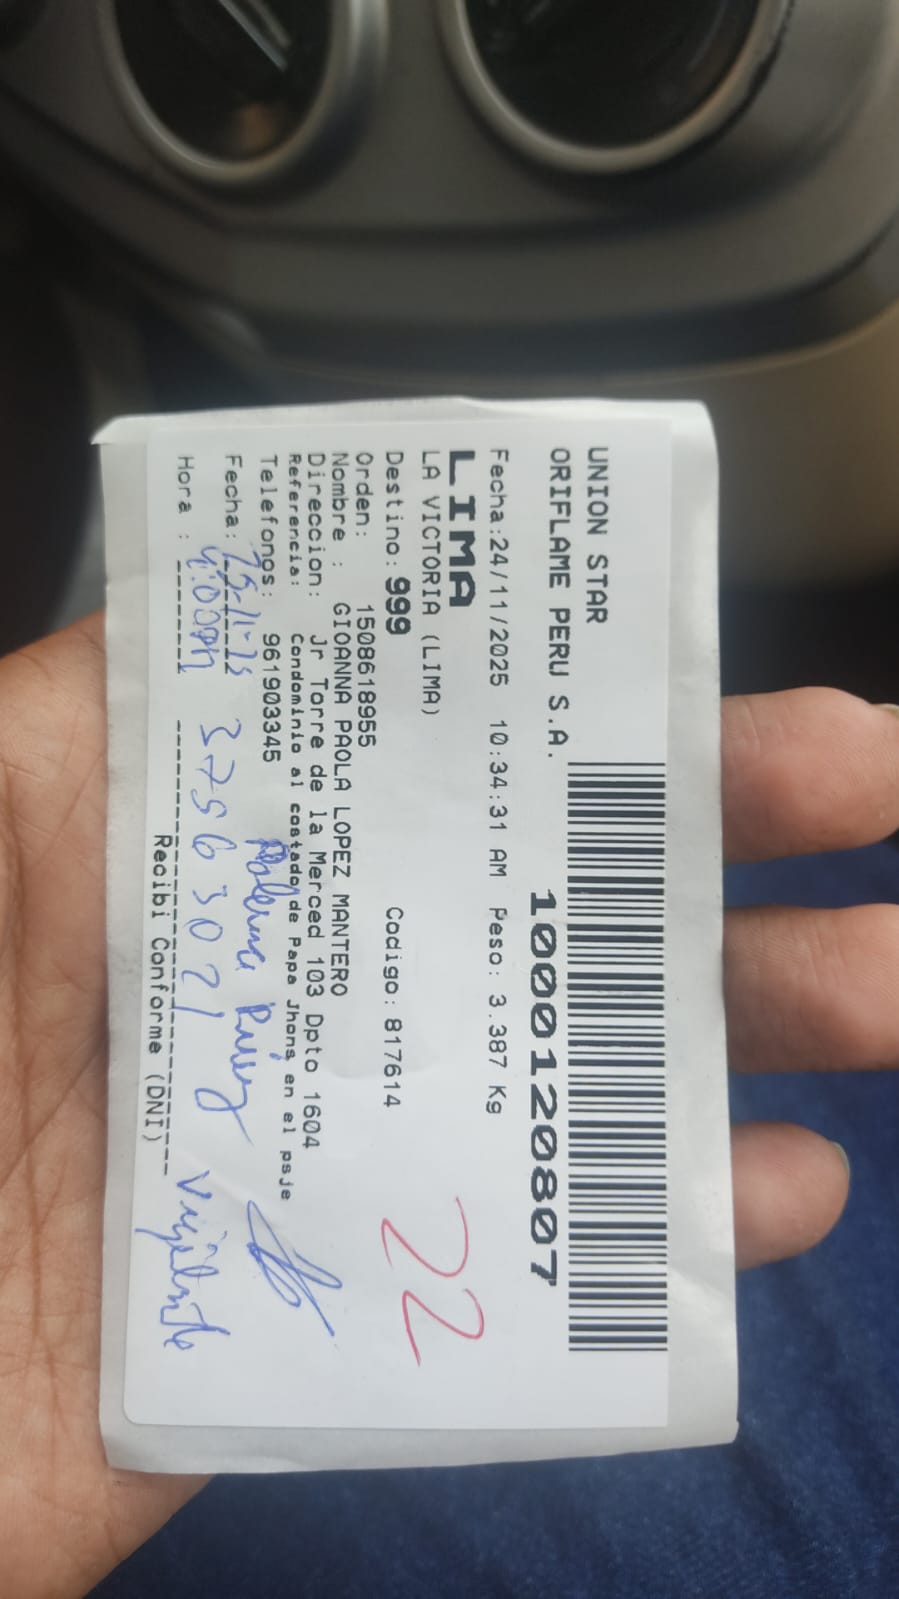 UNION STAR
ORIFLAME PERU S.A.
1000120807
Fecha:24/11/2025 10:34:31 AM Peso: 3.387 Kg
LIMA
LA VICTORIA (LIMA)
Destino: 999 Codigo: 817614
22
Orden: 1508618955
Nombre : GIOANNA PAOLA LOPEZ MANTERO
Direccion: Jr Torre de la Merced 103 Dpto 1604
Referencia: Condominio al costado de Papa Jhons en el psje
Telefonos: 961903345
Fecha: 25-11-25
Hora : 4:00pm 37563021 Vigilante
Recibi Conforme (DNI)